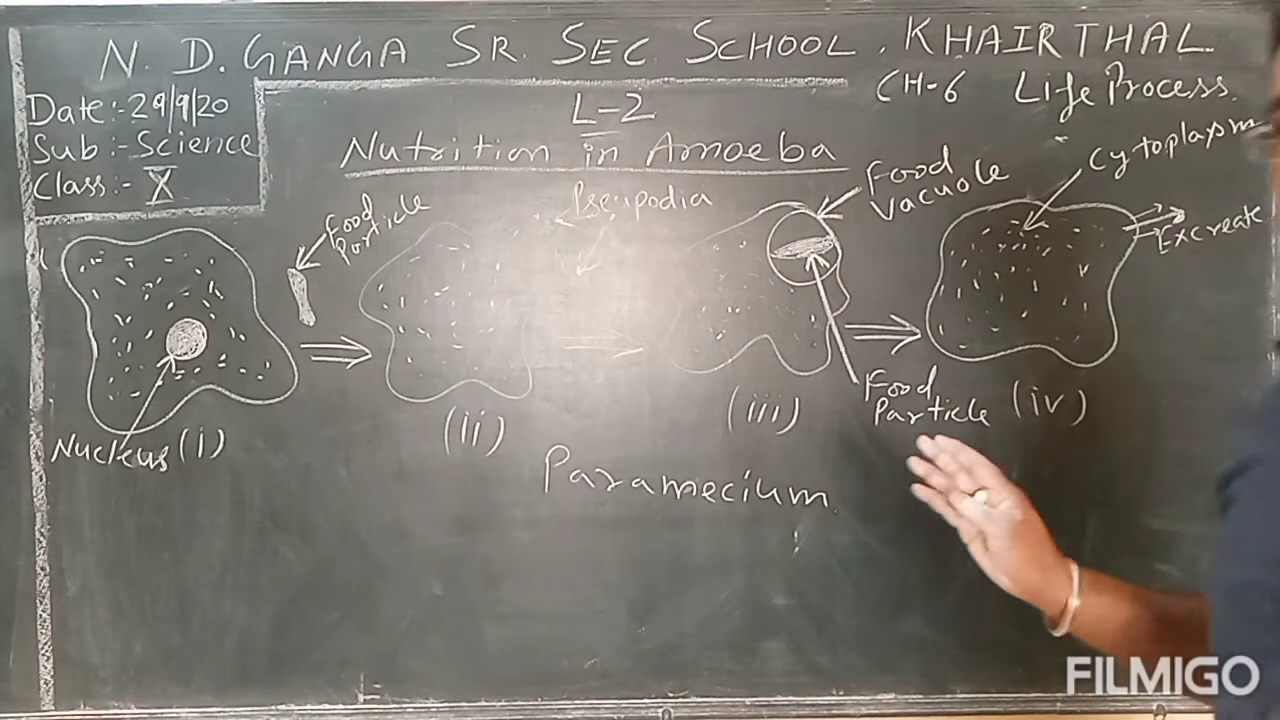 N. D. GANGA SR. SEC. SCHOOL. KHAIRTHAL
CH-6 Life Process
Date:-29/9/20
Sub:-Science
Class:- X
L-2
Nutrition in Amoeba
Food
Particle
Pseupodia
Food
Vacuole
Cytoplasm
Excreate
Nucleus (i)
(ii)
(iii)
Food
Particle
(iv)
Paramecium
FILMIGO